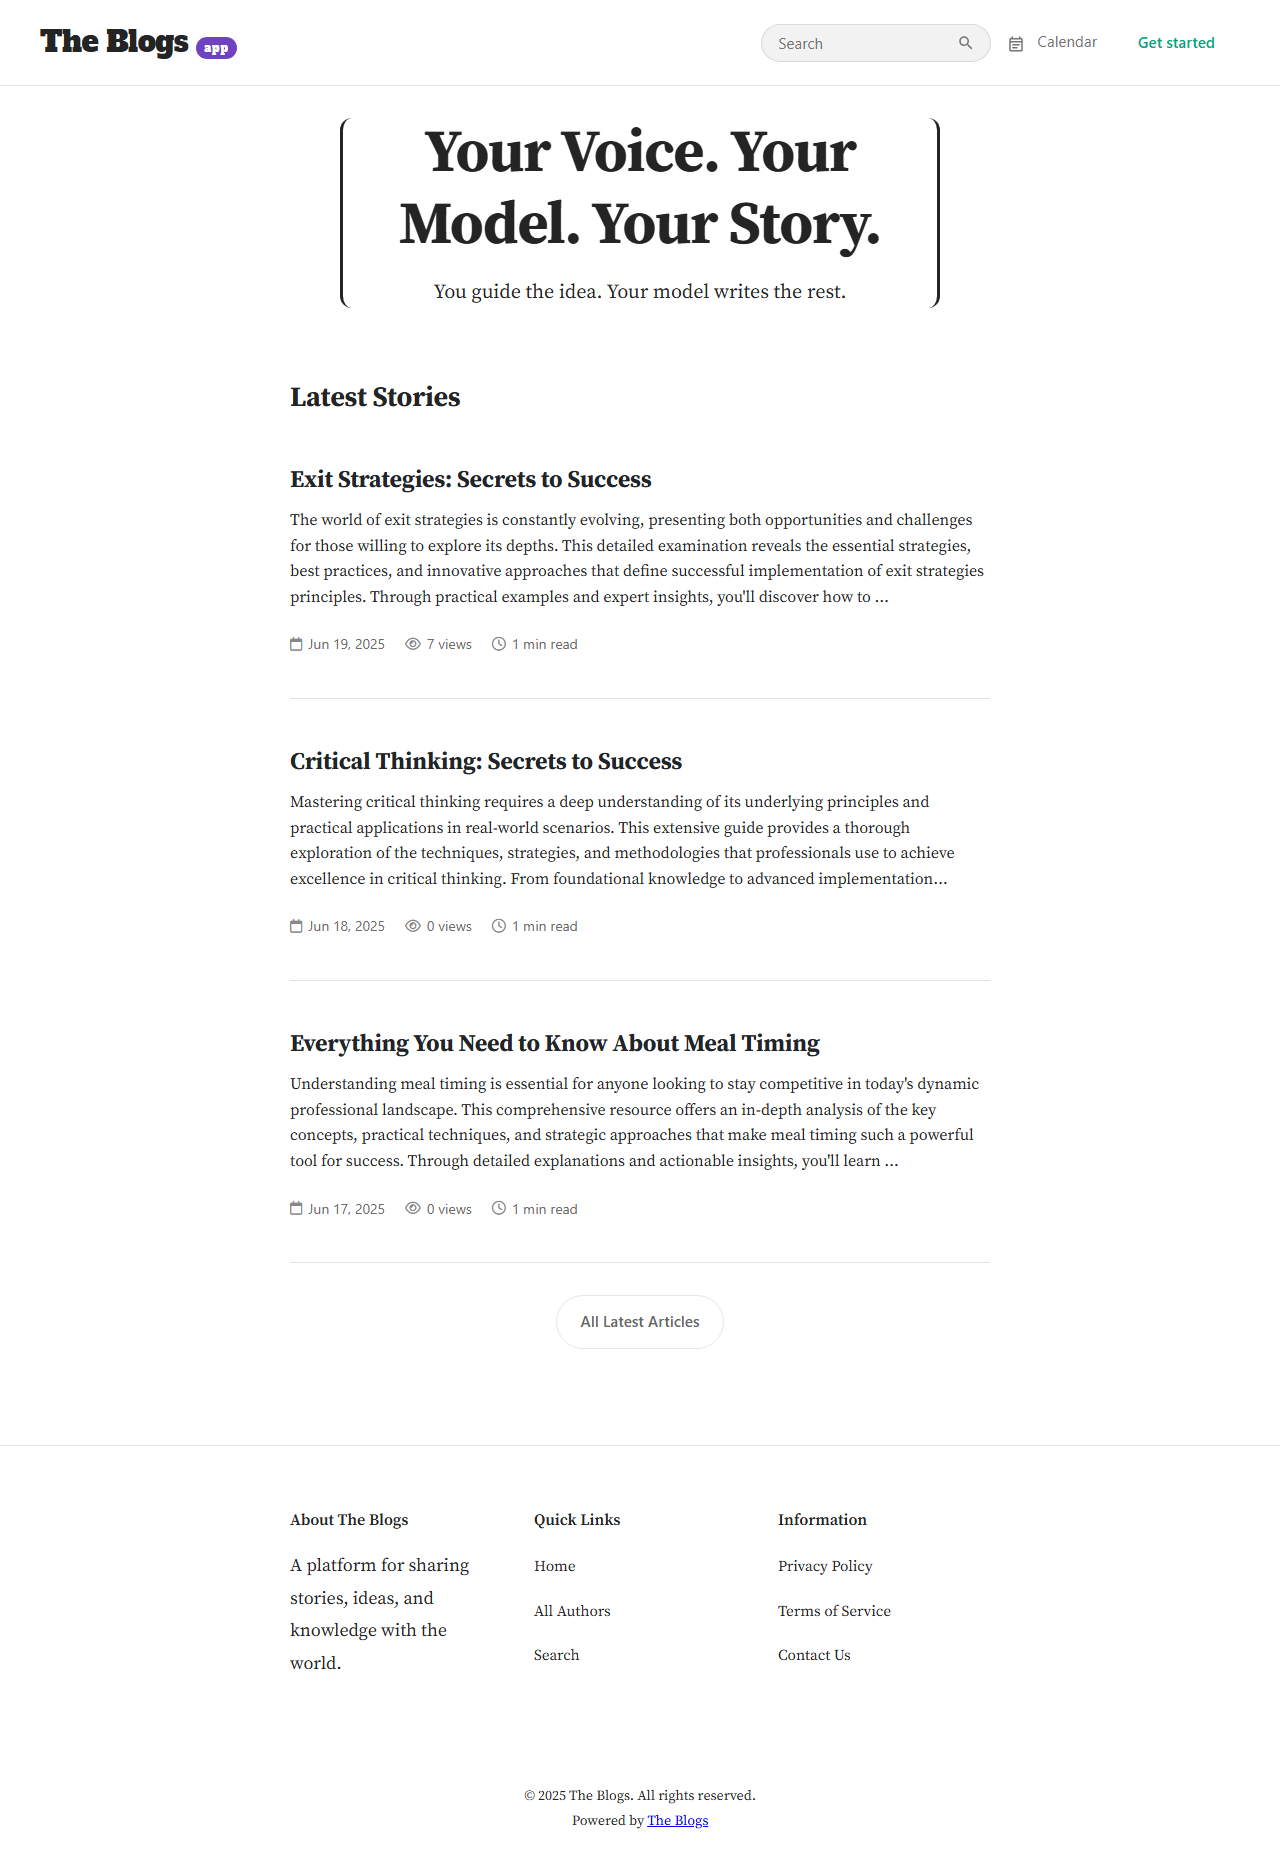 The Blogs app
Search
Calendar
Get started
Your Voice. Your
Model. Your Story.
You guide the idea. Your model writes the rest.
Latest Stories
Exit Strategies: Secrets to Success
The world of exit strategies is constantly evolving, presenting both opportunities and challenges
for those willing to explore its depths. This detailed examination reveals the essential strategies,
best practices, and innovative approaches that define successful implementation of exit strategies
principles. Through practical examples and expert insights, you'll discover how to ...
Jun 19, 2025 7 views 1 min read
Critical Thinking: Secrets to Success
Mastering critical thinking requires a deep understanding of its underlying principles and
practical applications in real-world scenarios. This extensive guide provides a thorough
exploration of the techniques, strategies, and methodologies that professionals use to achieve
excellence in critical thinking. From foundational knowledge to advanced implementation...
Jun 18, 2025 0 views 1 min read
Everything You Need to Know About Meal Timing
Understanding meal timing is essential for anyone looking to stay competitive in today's dynamic
professional landscape. This comprehensive resource offers an in-depth analysis of the key
concepts, practical techniques, and strategic approaches that make meal timing such a powerful
tool for success. Through detailed explanations and actionable insights, you'll learn ...
Jun 17, 2025 0 views 1 min read
All Latest Articles
About The Blogs
A platform for sharing
stories, ideas, and
knowledge with the
world.
Quick Links
Home
All Authors
Search
Information
Privacy Policy
Terms of Service
Contact Us
© 2025 The Blogs. All rights reserved.
Powered by The Blogs